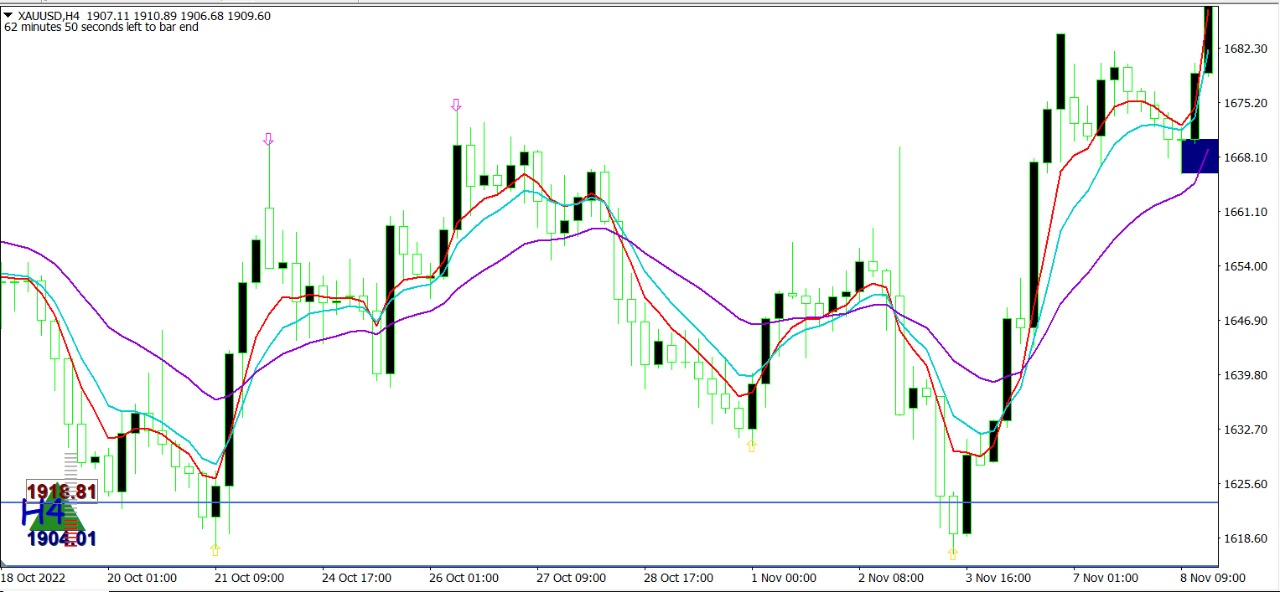 XAUUSD,H4 1907.11 1910.89 1906.68 1909.60
62 minutes 50 seconds left to bar end
1682.30
1675.20
1668.10
1661.10
1654.00
1646.90
1639.80
1632.70
1625.60
1618.60
1918.81
H4
1904.01
18 Oct 2022
20 Oct 01:00
21 Oct 09:00
24 Oct 17:00
26 Oct 01:00
27 Oct 09:00
28 Oct 17:00
1 Nov 00:00
2 Nov 08:00
3 Nov 16:00
7 Nov 01:00
8 Nov 09:00